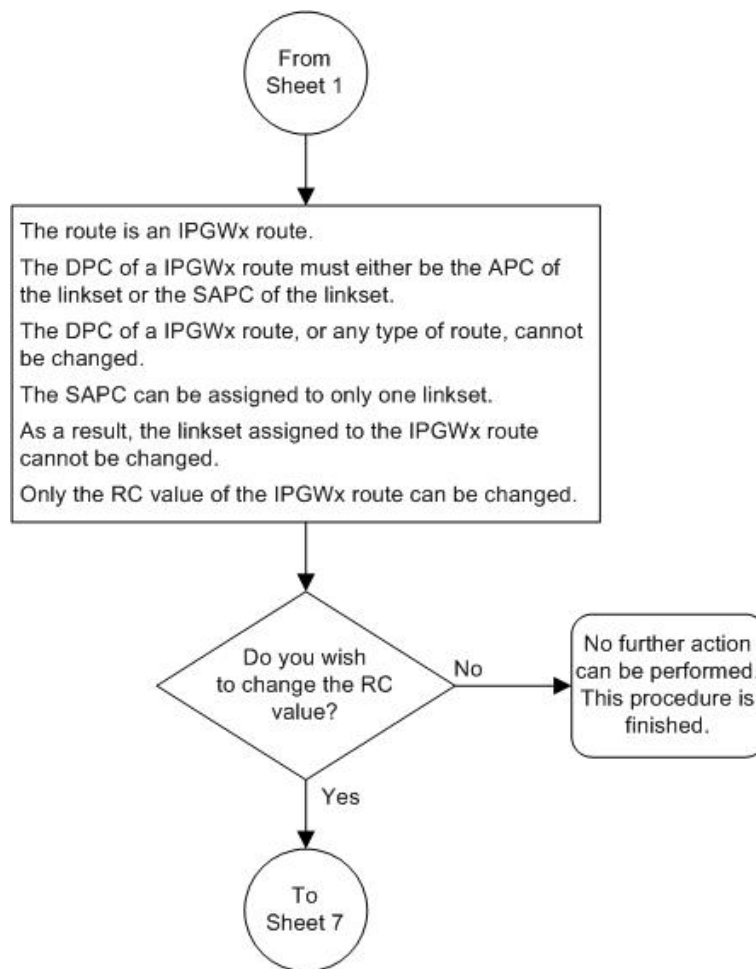 From
Sheet 1
The route is an IPGWx route.
The DPC of a IPGWx route must either be the APC of
the linkset or the SAPC of the linkset.
The DPC of a IPGWx route, or any type of route, cannot
be changed.
The SAPC can be assigned to only one linkset.
As a result, the linkset assigned to the IPGWx route
cannot be changed.
Only the RC value of the IPGWx route can be changed.
Do you wish
to change the RC
value?
No
No further action
can be performed.
This procedure is
finished.
Yes
To
Sheet 7